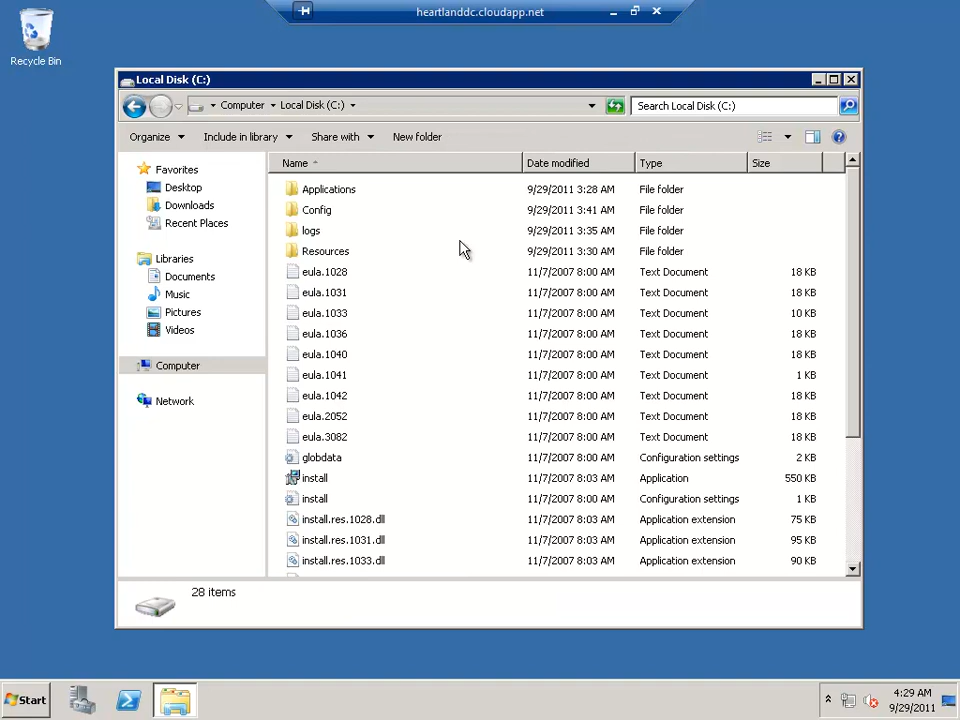 heartlanddc.cloudapp.net
Recycle Bin
Local Disk (C:)
Computer Local Disk (C:) Search Local Disk (C:)
Organize Include in library Share with New folder
Name Date modified Type Size
Favorites
Desktop
Downloads
Recent Places
Libraries
Documents
Music
Pictures
Videos
Computer
Network
Applications 9/29/2011 3:28 AM File folder
Config 9/29/2011 3:41 AM File folder
logs 9/29/2011 3:35 AM File folder
Resources 9/29/2011 3:30 AM File folder
eula.1028 11/7/2007 8:00 AM Text Document 18 KB
eula.1031 11/7/2007 8:00 AM Text Document 18 KB
eula.1033 11/7/2007 8:00 AM Text Document 10 KB
eula.1036 11/7/2007 8:00 AM Text Document 18 KB
eula.1040 11/7/2007 8:00 AM Text Document 18 KB
eula.1041 11/7/2007 8:00 AM Text Document 1 KB
eula.1042 11/7/2007 8:00 AM Text Document 18 KB
eula.2052 11/7/2007 8:00 AM Text Document 18 KB
eula.3082 11/7/2007 8:00 AM Text Document 18 KB
globdata 11/7/2007 8:00 AM Configuration settings 2 KB
install 11/7/2007 8:03 AM Application 550 KB
install 11/7/2007 8:00 AM Configuration settings 1 KB
install.res.1028.dll 11/7/2007 8:03 AM Application extension 75 KB
install.res.1031.dll 11/7/2007 8:03 AM Application extension 95 KB
install.res.1033.dll 11/7/2007 8:03 AM Application extension 90 KB
28 items
Start
4:29 AM
9/29/2011